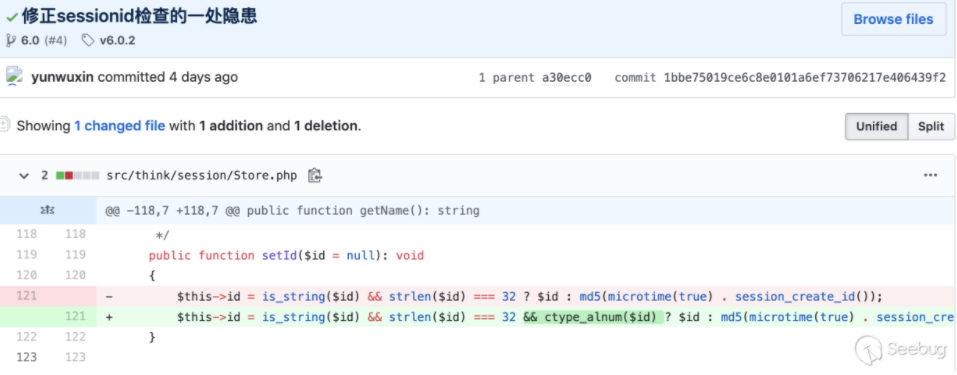 修正sessionid检查的一处隐患
Browse files
6.0 (#4) v6.0.2
yunwuxin committed 4 days ago
1 parent a30ecc0 commit 1bbe75019ce6c8e0101a6ef73706217e406439f2
Showing 1 changed file with 1 addition and 1 deletion.
Unified Split
2 src/think/session/Store.php
@@ -118,7 +118,7 @@ public function getName(): string
118 118 */
119 119 public function setId($id = null): void
120 120 {
121 - $this->id = is_string($id) && strlen($id) === 32 ? $id : md5(microtime(true) . session_create_id());
121 + $this->id = is_string($id) && strlen($id) === 32 && ctype_alnum($id) ? $id : md5(microtime(true) . session_cre
122 122 }
123 123
Seebug